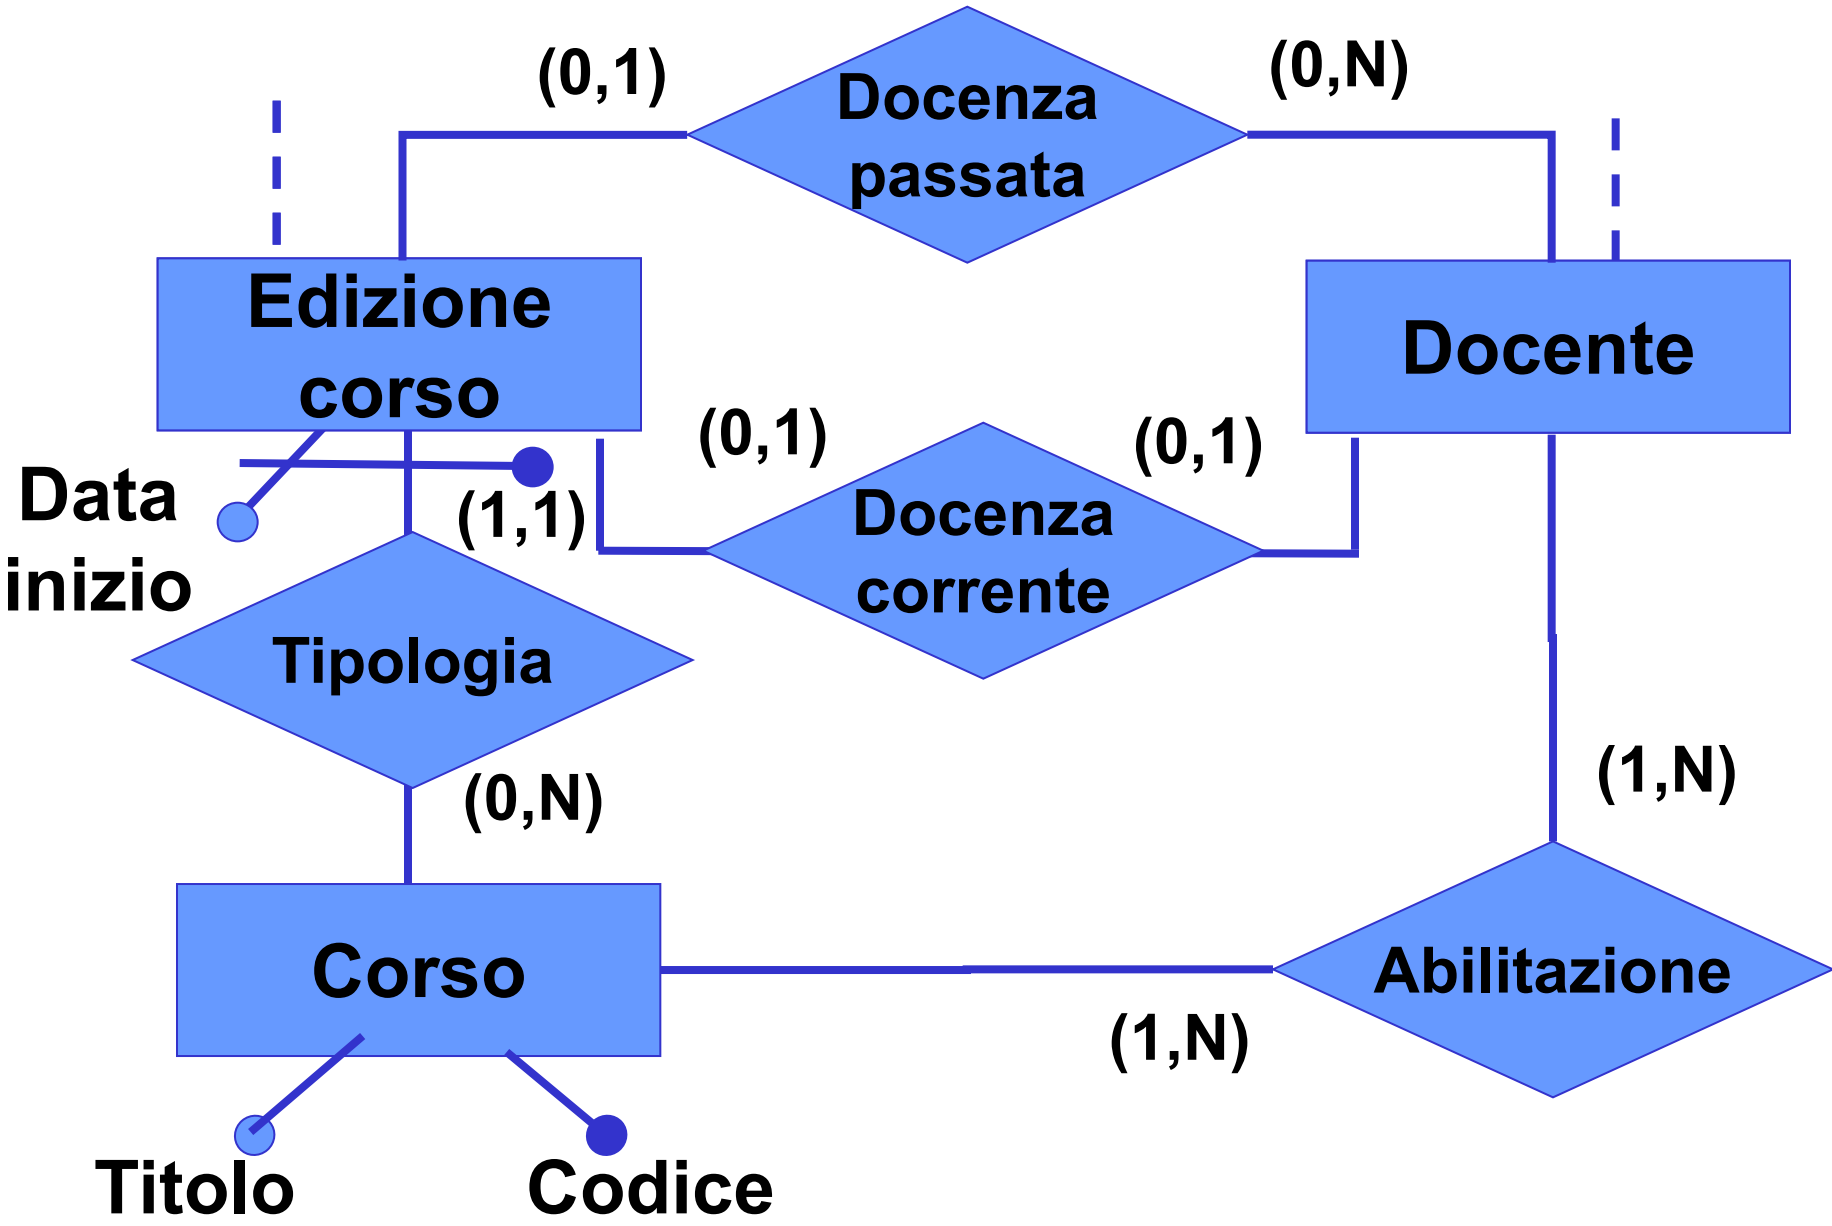 (0,1)
Docenza
passata
(0,N)
Edizione
corso
Docente
(0,1)
(0,1)
Data
inizio
(1,1)
Docenza
corrente
Tipologia
(0,N)
(1,N)
Corso
Abilitazione
(1,N)
Titolo
Codice